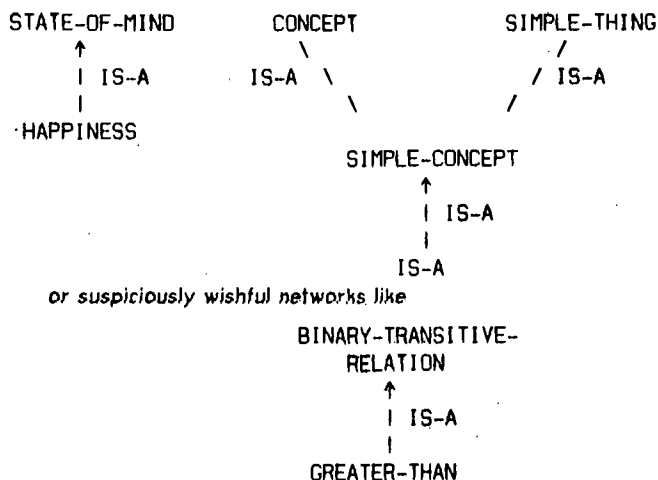 STATE-OF-MIND CONCEPT SIMPLE-THING
IS-A IS-A IS-A
HAPPINESS
SIMPLE-CONCEPT
IS-A
IS-A
or suspiciously wishful networks like
BINARY-TRANSITIVE-
RELATION
IS-A
GREATER-THAN